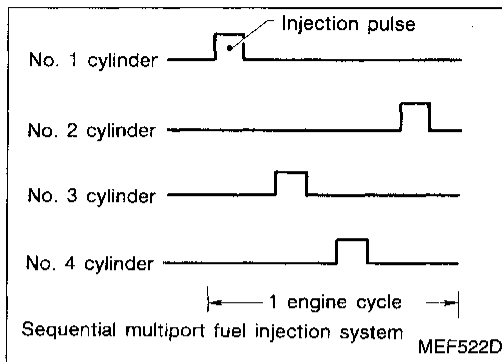 Injection pulse
No. 1 cylinder
No. 2 cylinder
No. 3 cylinder
No. 4 cylinder
1 engine cycle
Sequential multiport fuel injection system
MEF522D